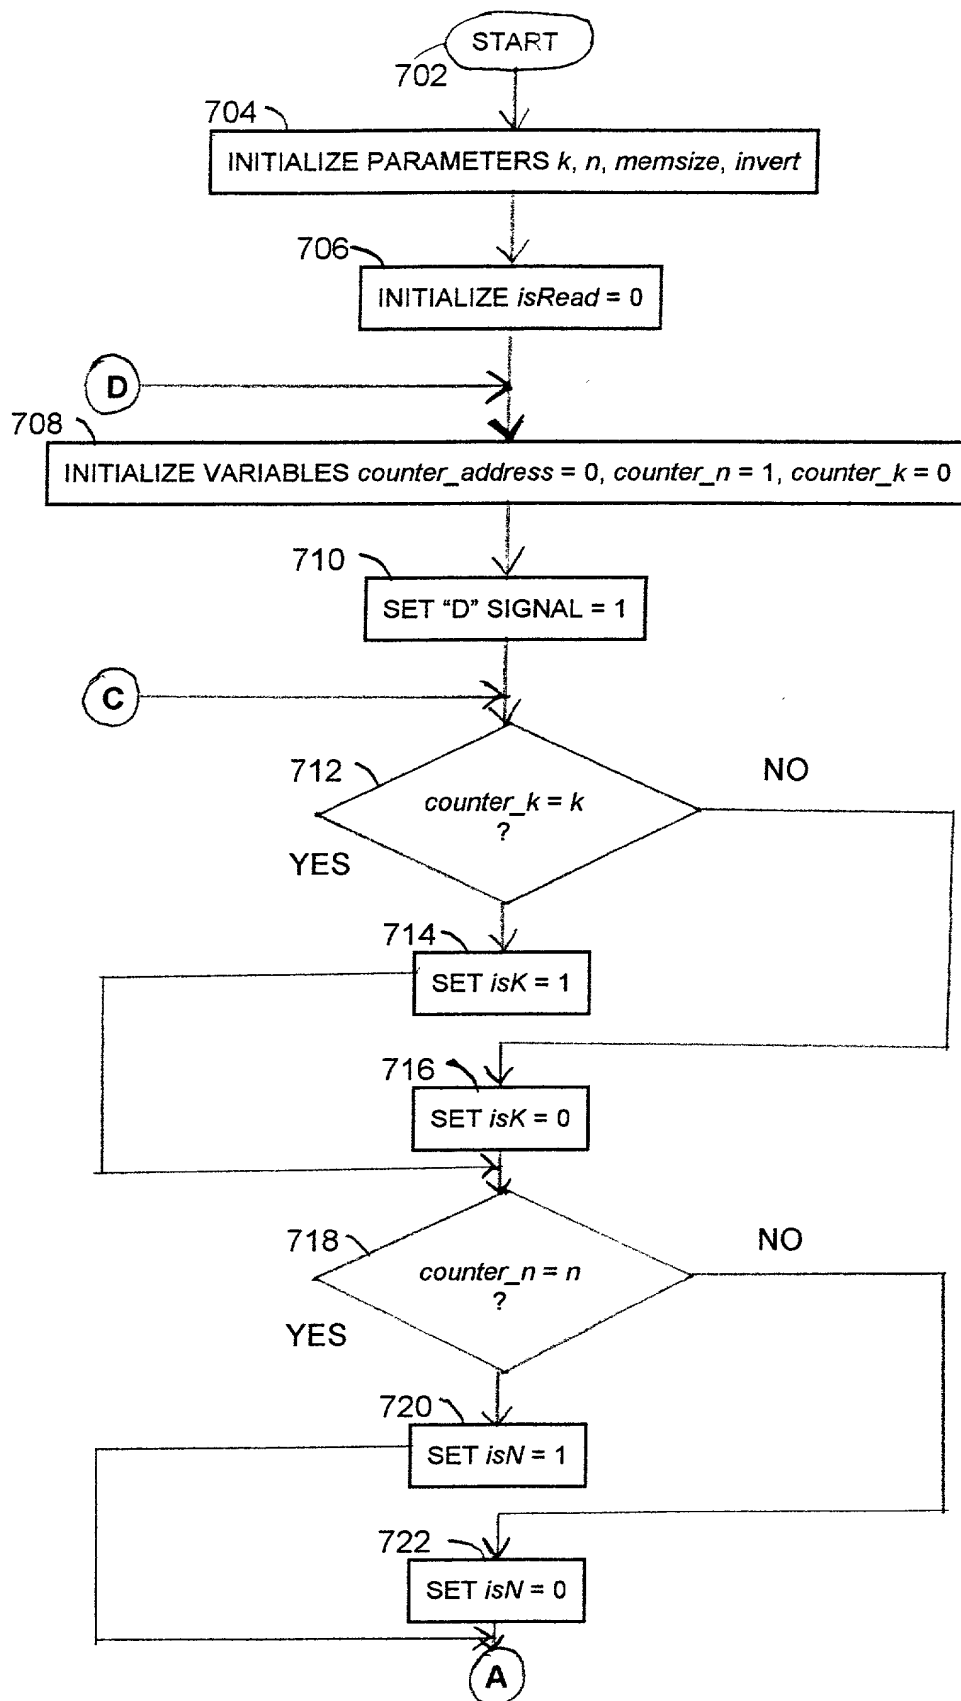 START
702
704
INITIALIZE PARAMETERS k, n, memsize, invert
706
INITIALIZE isRead = 0
D
708
INITIALIZE VARIABLES counter_address = 0, counter_n = 1, counter_k = 0
710
SET “D” SIGNAL = 1
C
712
NO
counter_k = k
?
YES
714
SET isK = 1
716
SET isK = 0
718
NO
counter_n = n
?
YES
720
SET isN = 1
722
SET isN = 0
A